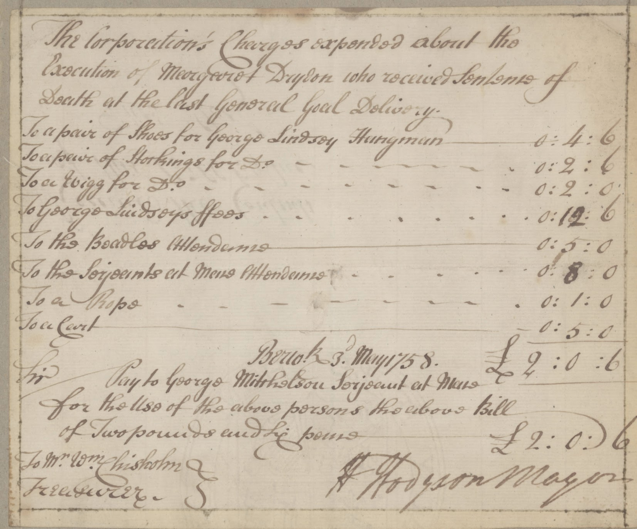 The Corporation's Charges expended about the
Execution of Margaret Drydon who received Sentence of
Death at the last General Goal Delivery.
To a pair of Shoes for George Lindsey Hangman 0: 4: 6
To a pair of Stockings for Do 0: 2: 6
To a Wigg for Do 0: 2: 0
To George Lindseys ffees 0: 12: 6
To the Beadles Attendance 0: 5: 0
To the Serjeants at Mace Attendance 0: 8: 0
To a Rope 0: 1: 0
To a Cart 0: 5: 0
Berwk 3d May 1758. £ 2: 0: 6
Sir Pay to George Mitchelson Serjeant at Mace
for the Use of the above persons the above Bill
of Two pounds and Six pence £ 2: 0: 6
To Mr Wm Chisholm
Treasurer. H Hodgson Mayor